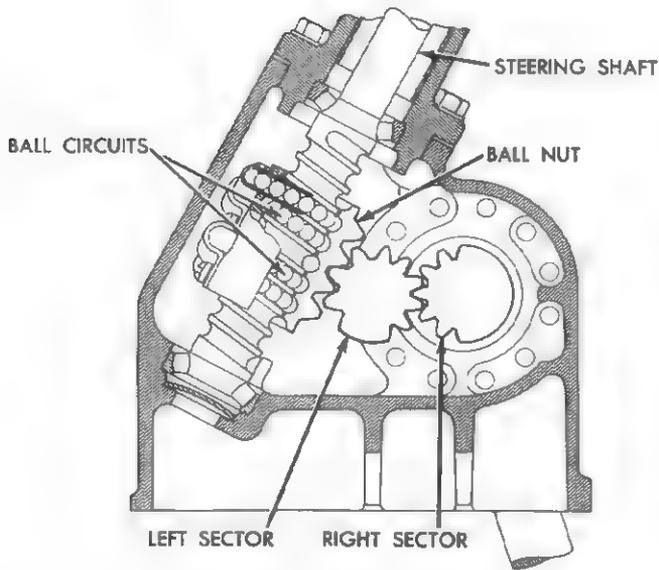 STEERING SHAFT
BALL CIRCUITS
BALL NUT
LEFT SECTOR
RIGHT SECTOR